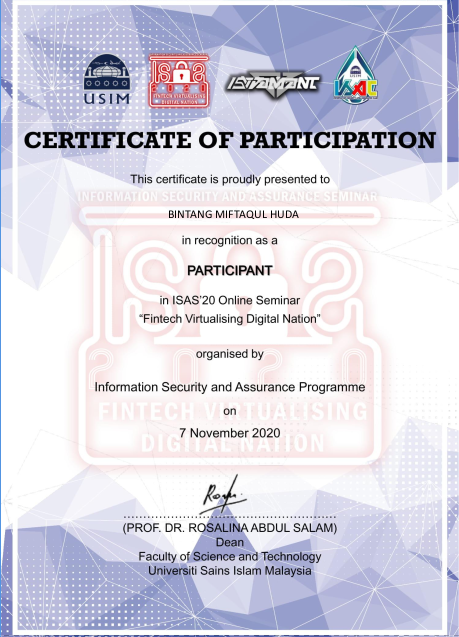 USIM
ISAS
2020
FINTECH VIRTUALISING
DIGITAL NATION
USIM
CERTIFICATE OF PARTICIPATION
This certificate is proudly presented to
INFORMATION SECURITY AND ASSURANCE SEMINAR
BINTANG MIFTAQUL HUDA
in recognition as a
PARTICIPANT
in ISAS'20 Online Seminar
“Fintech Virtualising Digital Nation”
organised by
Information Security and Assurance Programme
FINTECH VIRTUALISING
on
7 November 2020
DIGITAL NATION
(PROF. DR. ROSALINA ABDUL SALAM)
Dean
Faculty of Science and Technology
Universiti Sains Islam Malaysia